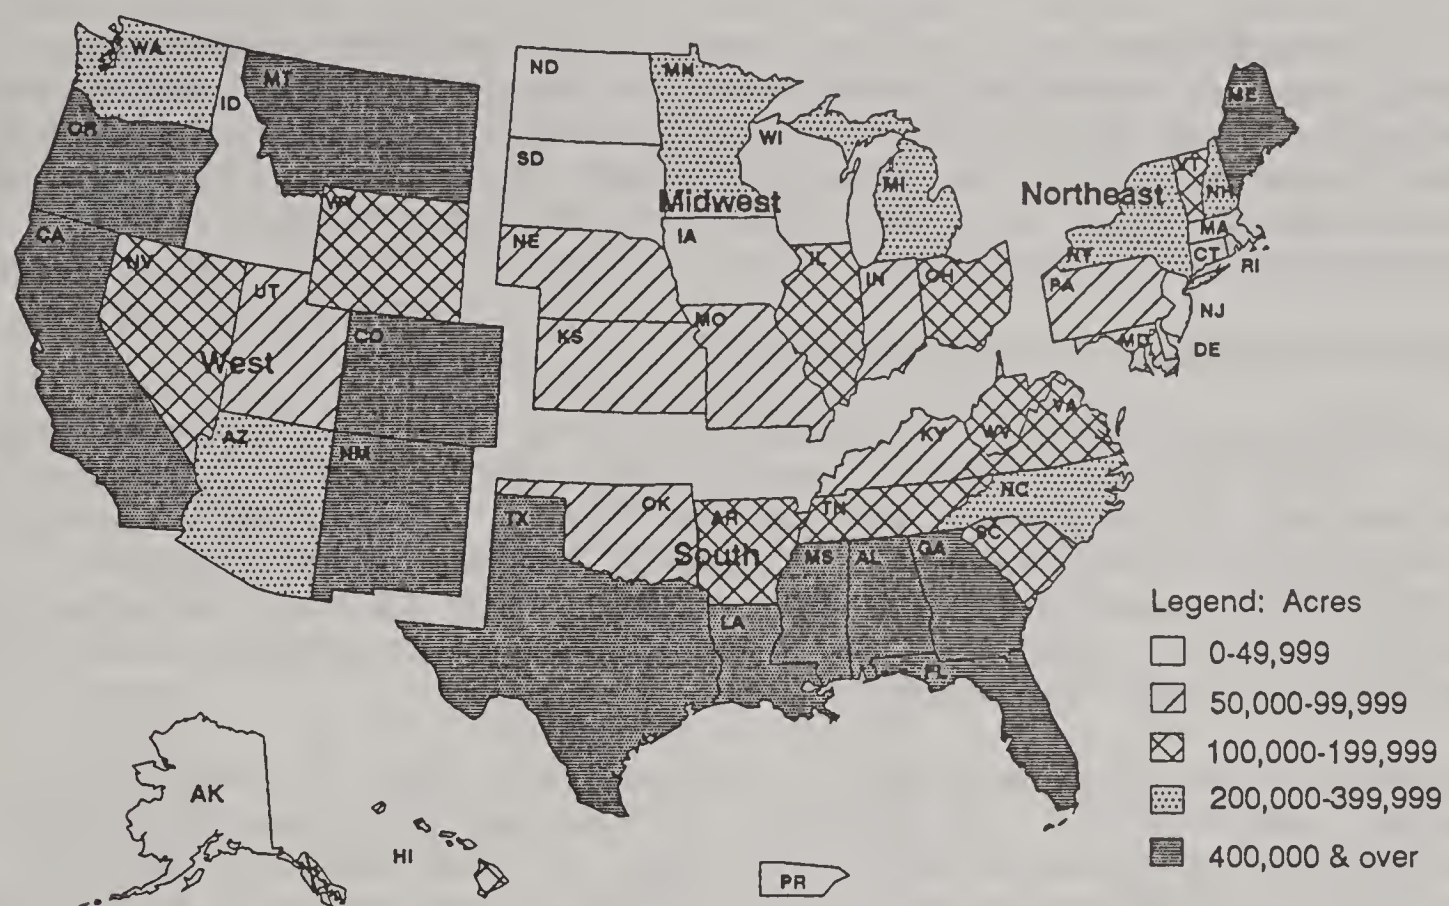 WA
MT
ID
OR
WY
CA
NV
UT
CO
West
AZ
NM
ND
MN
SD
WI
MI
Midwest
NE
IA
IL
IN
OH
KS
MO
ME
VT
NH
Northeast
MA
NY
CT
RI
PA
NJ
MD
DE
VA
KY
WV
OK
AR
TN
NC
TX
South
MS
AL
GA
SC
LA
FL
AK
HI
PR
Legend: Acres
0-49,999
50,000-99,999
100,000-199,999
200,000-399,999
400,000 & over